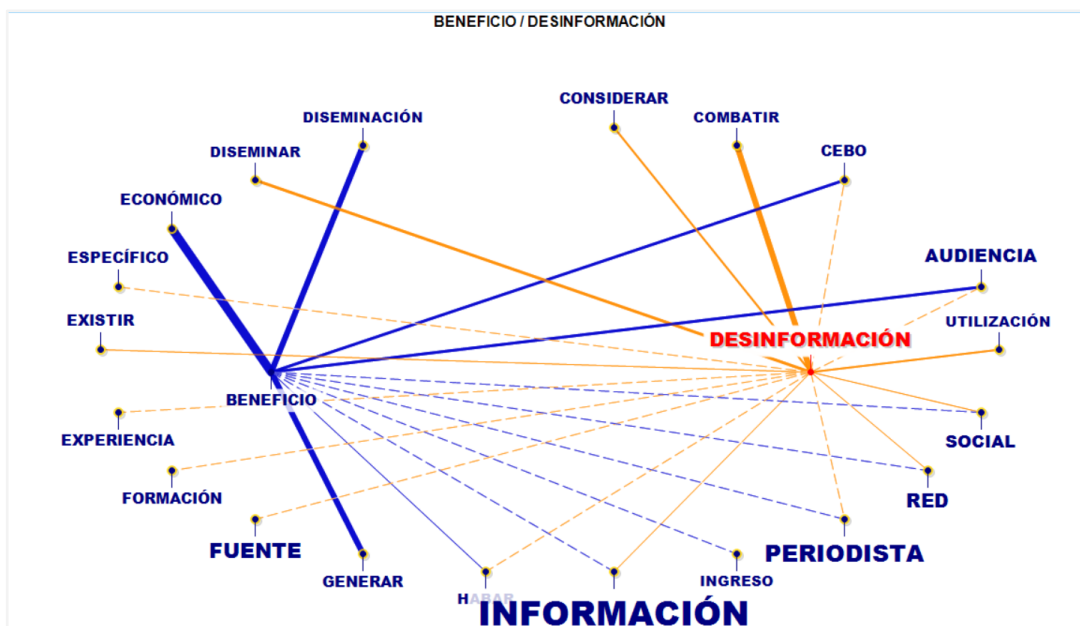 BENEFICIO / DESINFORMACIÓN
CONSIDERAR
DISEMINACIÓN
COMBATIR
DISEMINAR
CEBO
ECONÓMICO
ESPECÍFICO
AUDIENCIA
EXISTIR
UTILIZACIÓN
DESINFORMACIÓN
BENEFICIO
EXPERIENCIA
SOCIAL
FORMACIÓN
RED
FUENTE
PERIODISTA
GENERAR
INGRESO
HABAR
INFORMACIÓN